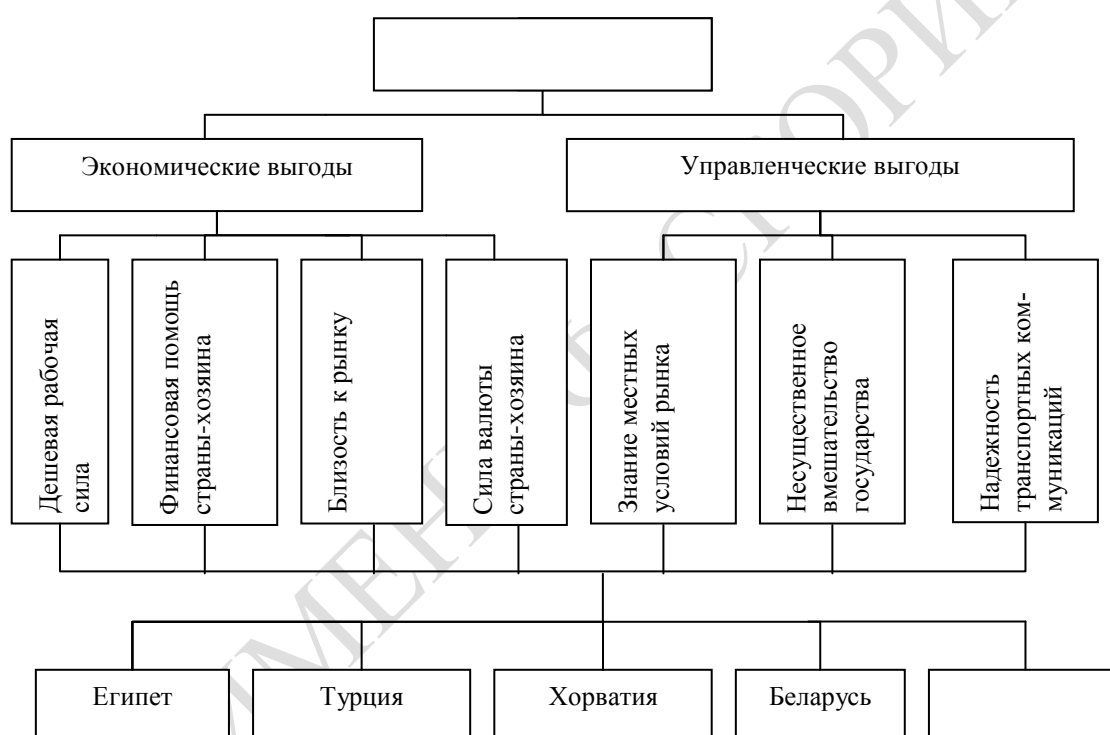 Экономические выгоды
Управленческие выгоды
Дешевая рабочая
сила
Финансовая помощь
страны-хозяина
Близость к рынку
Сила валюты
страны-хозяина
Знание местных
условий рынка
Несущественное
вмешательство
государства
Надежность
транспортных ком-
муникаций
Египет
Турция
Хорватия
Беларусь